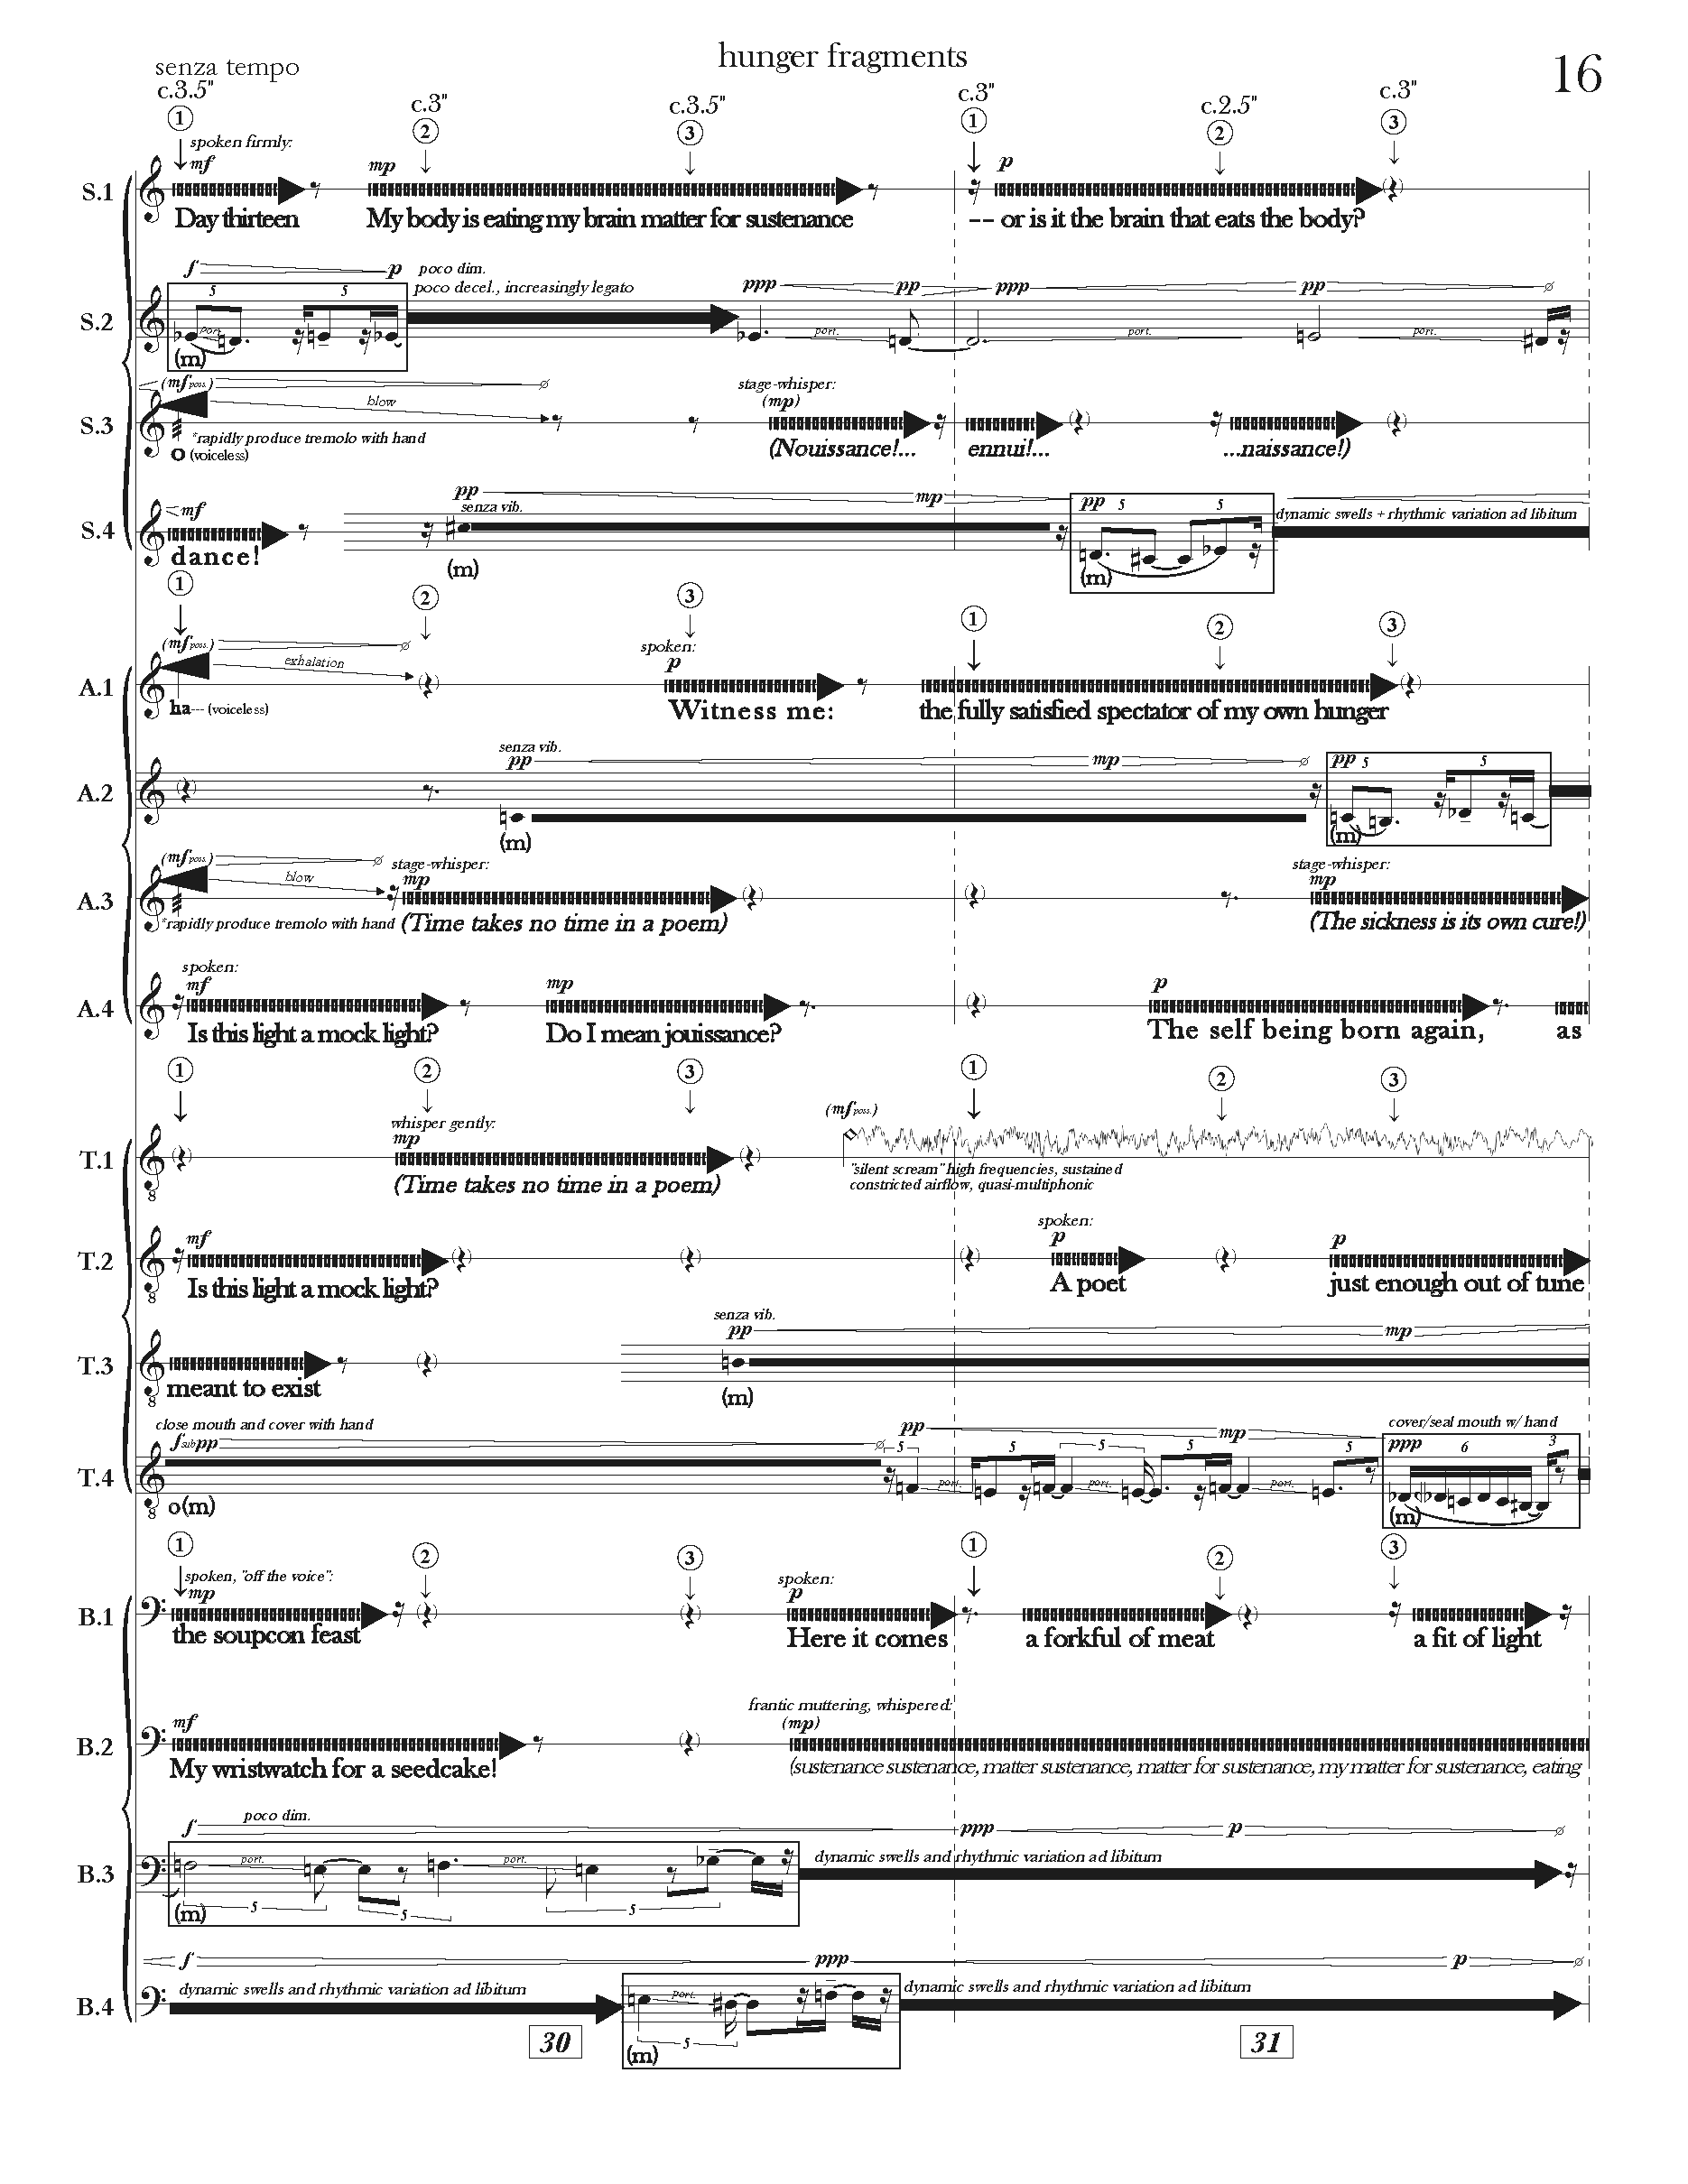 hunger fragments
16
senza tempo
c.3.5" c.3" c.3.5" c.3" c.2.5" c.3"
1 2 3 1 2 3
spoken firmly:
mf mp p
S.1
Day thirteen My body is eating my brain matter for sustenance -- or is it the brain that eats the body?
f p poco dim.
poco decel., increasingly legato ppp pp ppp pp ø
5 5
S.2 port. port. port. port.
(m)
(mf poss.) ø stage-whisper:
blow (mp)
S.3 *rapidly produce tremolo with hand
o (voiceless) (Nouissance!... ennui!... ...naissance!)
mf pp mp pp 5 5
senza vib. dynamic swells + rhythmic variation ad libitum
S.4
dance! (m) (m)
1 2 3 1 2 3
(mf poss.) ø spoken:
exhalation p
A.1
ha--- (voiceless) Witness me: the fully satisfied spectator of my own hunger
senza vib.
pp mp ø pp 5 5
A.2
(m) (m)
(mf poss.) ø stage-whisper: stage-whisper:
blow mp mp
A.3
*rapidly produce tremolo with hand (Time takes no time in a poem) (The sickness is its own cure!)
spoken:
mf mp p
A.4
Is this light a mock light? Do I mean jouissance? The self being born again, as
1 2 3 1 2 3
whisper gently: (mf poss.)
mp
T.1 "silent scream" high frequencies, sustained
(Time takes no time in a poem) constricted airflow, quasi-multiphonic
8
spoken:
mf p p
T.2
Is this light a mock light? A poet just enough out of tune
8
senza vib.
pp mp
T.3
meant to exist (m)
8
close mouth and cover with hand cover/seal mouth w/ hand
f sub pp ø pp mp ppp
5 5 5 5 5 6 3
T.4 port. port. port.
o(m) (m)
8
1 2 3 1 2 3
spoken, "off the voice": spoken:
mp p
B.1
the soupcon feast Here it comes a forkful of meat a fit of light
frantic muttering, whispered:
mf (mp)
B.2
My wristwatch for a seedcake! (sustenance sustenance, matter sustenance, matter for sustenance, my matter for sustenance, eating
f poco dim. ppp p ø
port. port. dynamic swells and rhythmic variation ad libitum
B.3
(m) 5 5 5
f ppp p ø
dynamic swells and rhythmic variation ad libitum port. dynamic swells and rhythmic variation ad libitum
B.4
5
(m)
30 31